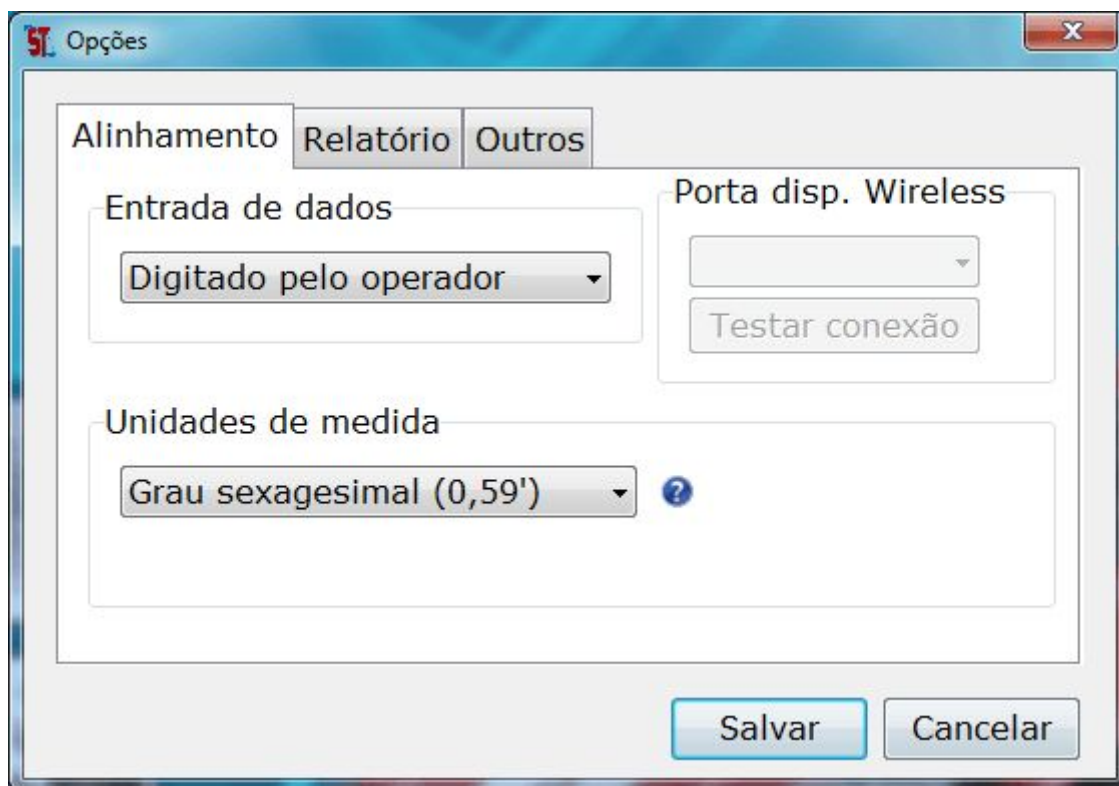 ST Opções
Alinhamento Relatório Outros
Entrada de dados
Digitado pelo operador
Porta disp. Wireless
Testar conexão
Unidades de medida
Grau sexagesimal (0,59')
?
Salvar Cancelar